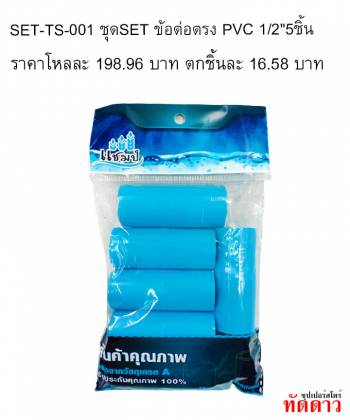 SET-TS-001 ชุดSET ข้อต่อตรง PVC 1/2"5ชิ้น
ราคาโหลละ 198.96 บาท ตกชิ้นละ 16.58 บาท
แชมป์
สินค้าคุณภาพ
ผลิตจากวัตถุเกรด A
รับประกันคุณภาพ 100%
ซุปเปอร์สโตร์
ทัดดาว